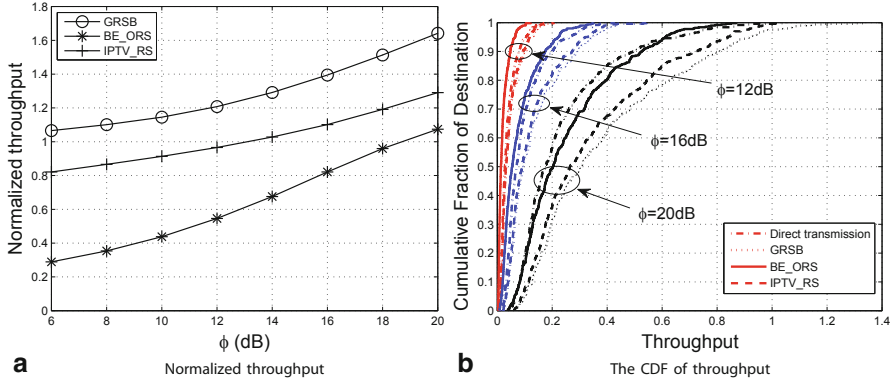 1.8
1.6
1.4
1.2
1
0.8
0.6
0.4
0.2
0
Normalized throughput
GRSB
BE_ORS
IPTV_RS
6 8 10 12 14 16 18 20
ϕ (dB)
a Normalized throughput
1
0.9
0.8
0.7
0.6
0.5
0.4
0.3
0.2
0.1
0
Cumulative Fraction of Destination
ϕ=12dB
ϕ=16dB
ϕ=20dB
Direct transmission
GRSB
BE_ORS
IPTV_RS
0 0.2 0.4 0.6 0.8 1 1.2 1.4
Throughput
b The CDF of throughput